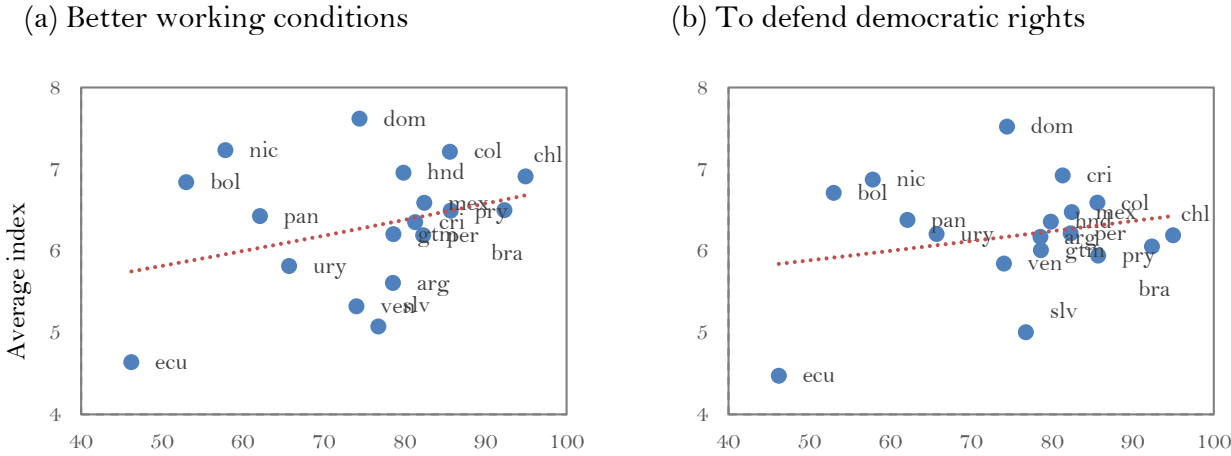 (a) Better working conditions
Average index
8
7
6
5
4
dom
nic
col
chl
hnd
bol
mex
pry
pan
cri
gtm
per
bra
ury
arg
ven
slv
ecu
40 50 60 70 80 90 100
(b) To defend democratic rights
8
7
6
5
4
dom
cri
nic
bol
col
chl
mex
hnd
pan
ury
arg
per
gtm
ven
pry
bra
slv
ecu
40 50 60 70 80 90 100